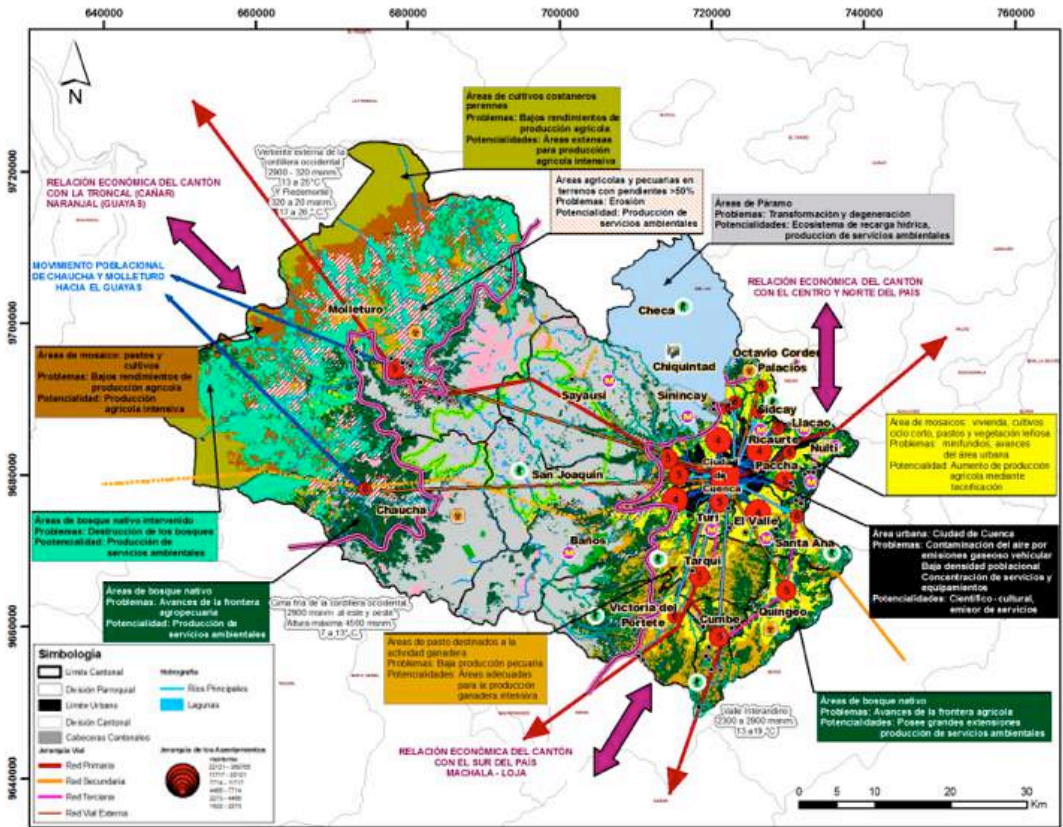 640000
660000
680000
700000
720000
740000
760000
9720000
9700000
9680000
9660000
9640000
N
Áreas de cultivos costaneros
perennes
Problemas: Bajos rendimientos de
producción agrícola
Potencialidades: Áreas extensas
para producción
agrícola intensiva
Vertiente externa de la
cordillera occidental
2900 - 320 msnm.
13 a 25°C
Y Piedemonte
320 a 20 msnm.
RELACIÓN ECONÓMICA DEL CANTÓN
CON LA TRONCAL (CAÑAR)
NARANJAL (GUAYAS)
Áreas agrícolas y pecuarias en
terrenos con pendientes >50%
Problemas: Erosión
Potencialidad: Producción de
servicios ambientales
Áreas de Páramo
Problemas: Transformación y degeneración
Potencialidades: Ecosistema de recarga hídrica,
produccion de servicios ambientales
MOVIMIENTO POBLACIONAL
DE CHAUCHA Y MOLLETURO
HACIA EL GUAYAS
RELACIÓN ECONÓMICA DEL CANTÓN
CON EL CENTRO Y NORTE DEL PAÍS
Molleturo
Checa
Chiquintad
Octavio Corder
Palacios
Sayausí
Sinincay
Sidcay
Llacao
Ricaurte
Nulti
Paccha
Ciudad
de
Cuenca
San Joaquín
Chaucha
Baños
Turi
El Valle
Santa Ana
Tarqui
Victoria del
Portete
Cumbe
Quingeo
Áreas de mosaico: pastos y
cultivos
Problemas: Bajos rendimientos de
producción agrícola
Potencialidad: Producción
agrícola intensiva
Área de mosaicos: vivienda, cultivos
ciclo corto, pastos y vegetación leñosa
Problemas: minifundios, avances
del área urbana
Potencialidad: Aumento de producción
agrícola mediante
tecnificación
Áreas de bosque nativo intervenido
Problemas: Destrucción de los bosques
Potencialidad: Producción de
servicios ambientales
Área urbana: Ciudad de Cuenca
Problemas: Contaminación del aire por
emisiones gaseoso vehicular
Baja densidad poblacional
Concentración de servicios y
equipamientos
Potencialidades: Científico - cultural,
emisor de servicios
Áreas de bosque nativo
Problemas: Avances de la frontera
agropecuaria
Potencialidad: Producción de
servicios ambientales
Cima fría de la cordillera occidental
2900 msnm. al este y oeste
Altura máxima 4500 msnm.
7 a 13° C
Áreas de pasto destinados a la
actividad ganadera
Problemas: Baja producción pecuaria
Potencialidades: Áreas adecuadas
para la producción
ganadera intensiva
Valle Interandino
2300 a 2900 msnm.
13 a 19 °C
Áreas de bosque nativo
Problemas: Avances de la frontera agrícola
Potencialidades: Posee grandes extensiones
producción de servicios ambientales
RELACIÓN ECONÓMICA DEL CANTÓN
CON EL SUR DEL PAÍS
MACHALA - LOJA
Simbología
Límite Cantonal
División Parroquial
Límite Urbano
División Cantonal
Cabeceras Cantonales
Hidrografía
Ríos Principales
Lagunas
Jerarquía Vial
Red Primaria
Red Secundaria
Red Terciaria
Red Vial Externa
Jerarquía de los Asentamientos
0
5
10
20
30
Km